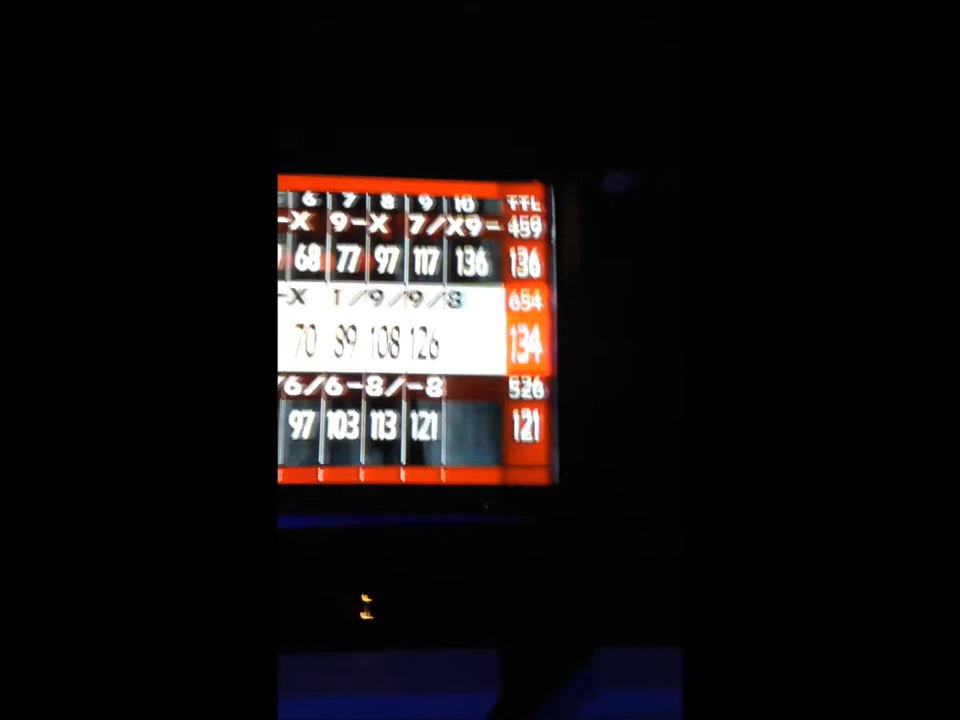 6 7 8 9 10 TTL
-X 9-X 7/X9- 459
68 77 97 117 136 136
-X 1/9/9/8 654
70 89 108 126 134
/6/6-8/-8 526
97 103 113 121 121